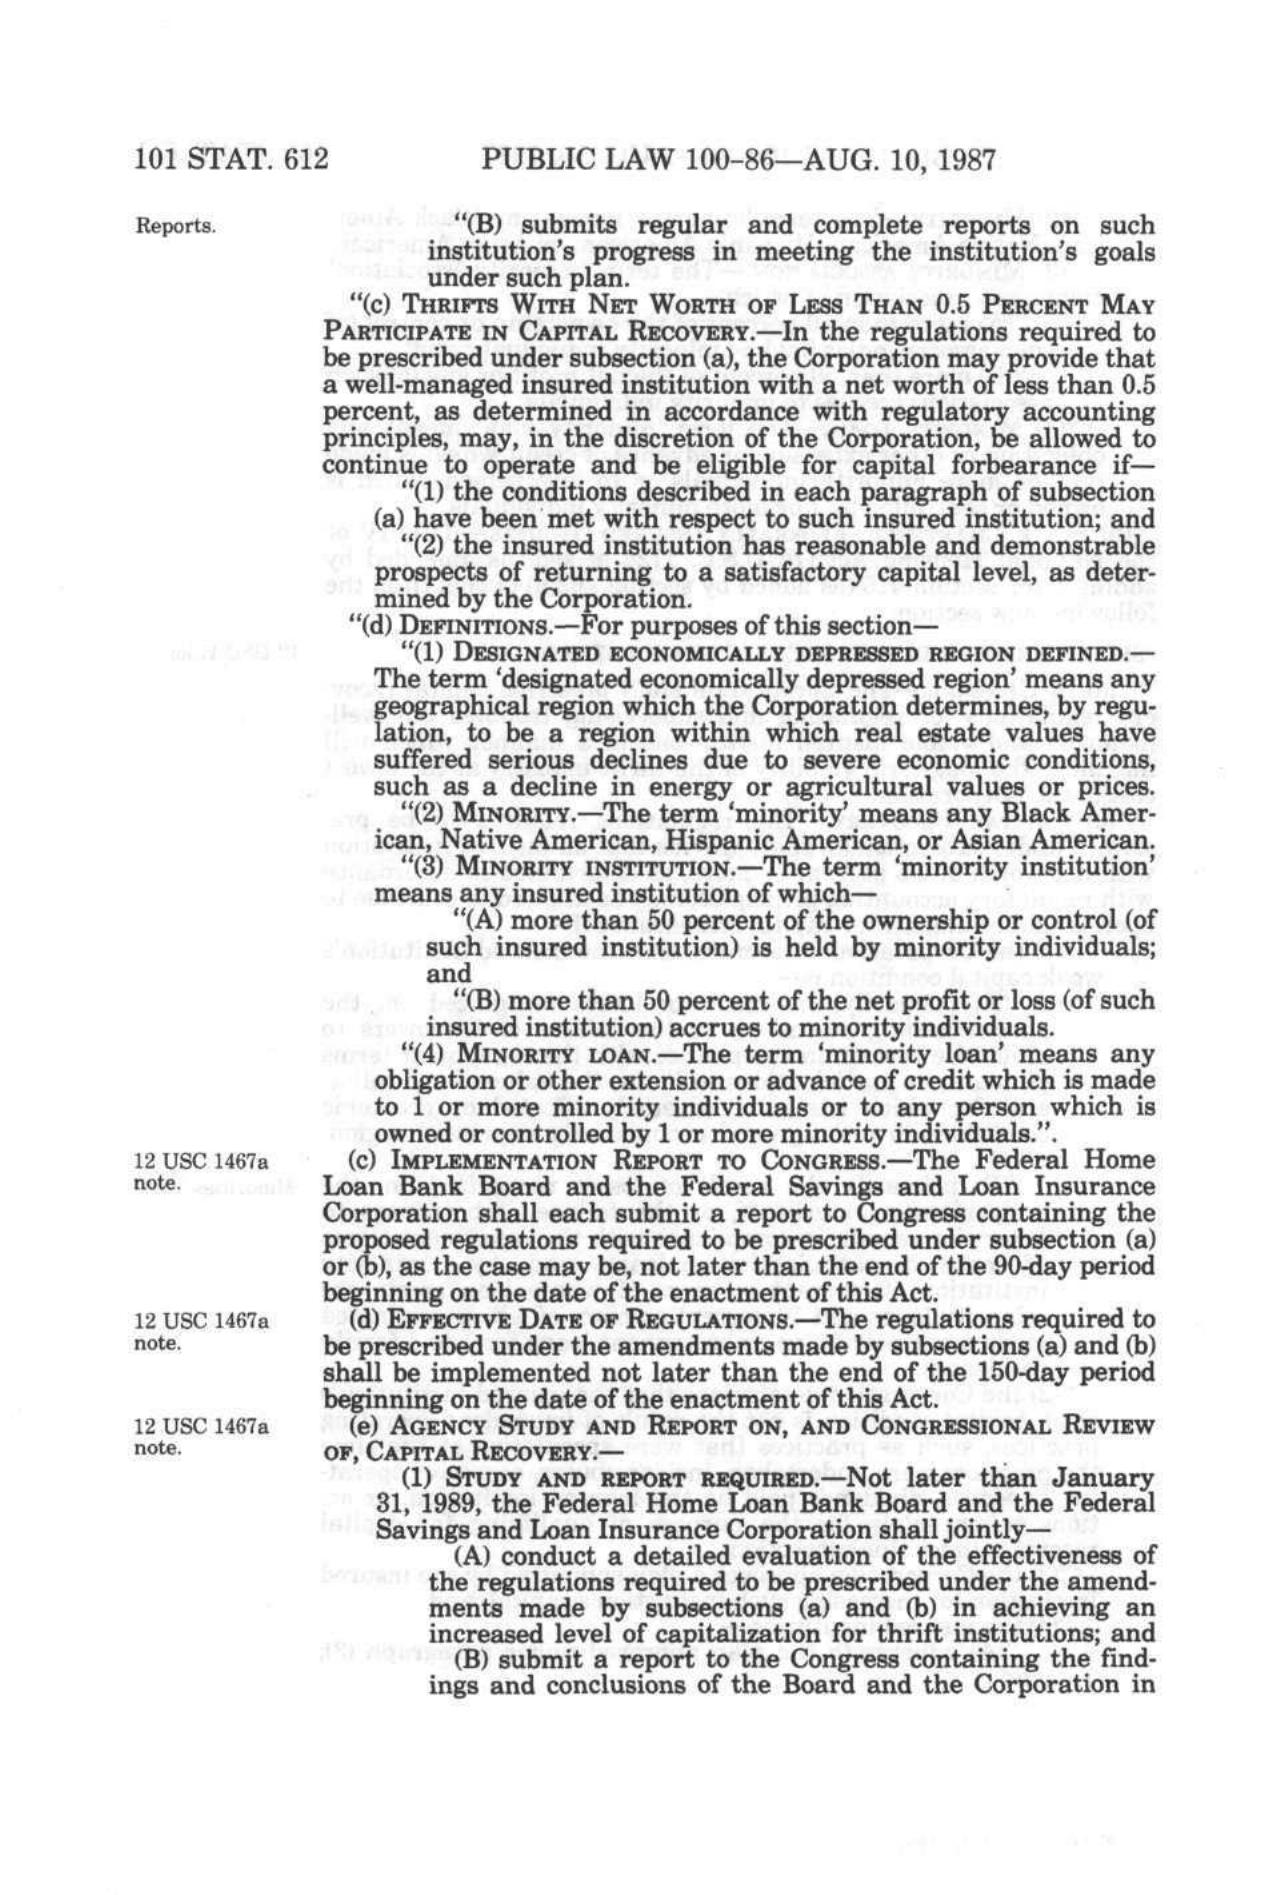 101 STAT. 612 PUBLIC LAW 100–86—AUG. 10, 1987
Reports.
“(B) submits regular and complete reports on such
institution’s progress in meeting the institution’s goals
under such plan.
“(c) THRIFTS WITH NET WORTH OF LESS THAN 0.5 PERCENT MAY
PARTICIPATE IN CAPITAL RECOVERY.—In the regulations required to
be prescribed under subsection (a), the Corporation may provide that
a well-managed insured institution with a net worth of less than 0.5
percent, as determined in accordance with regulatory accounting
principles, may, in the discretion of the Corporation, be allowed to
continue to operate and be eligible for capital forbearance if—
“(1) the conditions described in each paragraph of subsection
(a) have been met with respect to such insured institution; and
“(2) the insured institution has reasonable and demonstrable
prospects of returning to a satisfactory capital level, as deter-
mined by the Corporation.
“(d) DEFINITIONS.—For purposes of this section—
“(1) DESIGNATED ECONOMICALLY DEPRESSED REGION DEFINED.—
The term ‘designated economically depressed region’ means any
geographical region which the Corporation determines, by regu-
lation, to be a region within which real estate values have
suffered serious declines due to severe economic conditions,
such as a decline in energy or agricultural values or prices.
“(2) MINORITY.—The term ‘minority’ means any Black Amer-
ican, Native American, Hispanic American, or Asian American.
“(3) MINORITY INSTITUTION.—The term ‘minority institution’
means any insured institution of which—
“(A) more than 50 percent of the ownership or control (of
such insured institution) is held by minority individuals;
and
“(B) more than 50 percent of the net profit or loss (of such
insured institution) accrues to minority individuals.
“(4) MINORITY LOAN.—The term ‘minority loan’ means any
obligation or other extension or advance of credit which is made
to 1 or more minority individuals or to any person which is
owned or controlled by 1 or more minority individuals.”.
12 USC 1467a
note.
(c) IMPLEMENTATION REPORT TO CONGRESS.—The Federal Home
Loan Bank Board and the Federal Savings and Loan Insurance
Corporation shall each submit a report to Congress containing the
proposed regulations required to be prescribed under subsection (a)
or (b), as the case may be, not later than the end of the 90-day period
beginning on the date of the enactment of this Act.
12 USC 1467a
note.
(d) EFFECTIVE DATE OF REGULATIONS.—The regulations required to
be prescribed under the amendments made by subsections (a) and (b)
shall be implemented not later than the end of the 150-day period
beginning on the date of the enactment of this Act.
12 USC 1467a
note.
(e) AGENCY STUDY AND REPORT ON, AND CONGRESSIONAL REVIEW
OF, CAPITAL RECOVERY.—
(1) STUDY AND REPORT REQUIRED.—Not later than January
31, 1989, the Federal Home Loan Bank Board and the Federal
Savings and Loan Insurance Corporation shall jointly—
(A) conduct a detailed evaluation of the effectiveness of
the regulations required to be prescribed under the amend-
ments made by subsections (a) and (b) in achieving an
increased level of capitalization for thrift institutions; and
(B) submit a report to the Congress containing the find-
ings and conclusions of the Board and the Corporation in